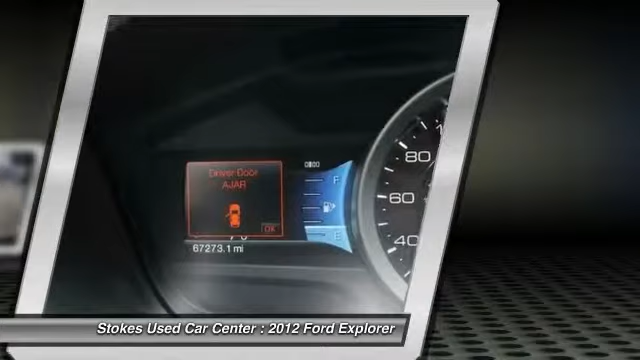 Driver Door
AJAR
OK
67273.1 mi
F
E
80
60
40
Stokes Used Car Center : 2012 Ford Explorer